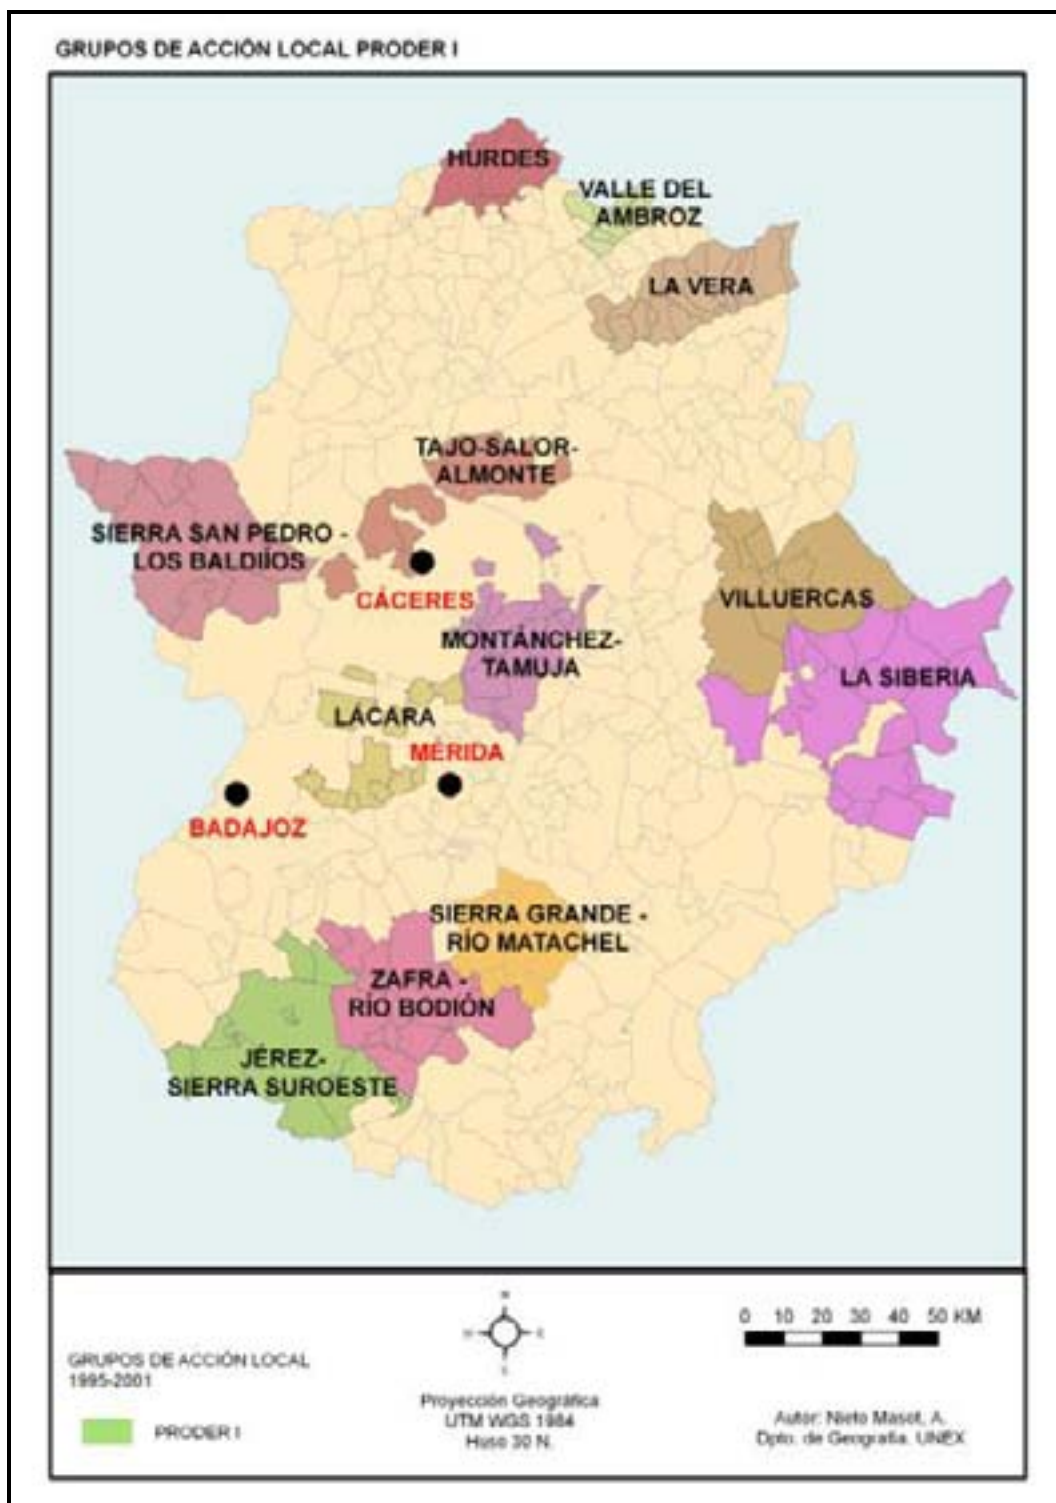 GRUPOS DE ACCIÓN LOCAL PRODER I
HURDES
VALLE DEL
AMBROZ
LA VERA
TAJO-SALOR-
ALMONTE
SIERRA SAN PEDRO -
LOS BALDIÍOS
CÁCERES
VILLUERCAS
MONTÁNCHEZ-
TAMUJA
LA SIBERIA
LÁCARA
MÉRIDA
BADAJOZ
SIERRA GRANDE -
RÍO MATACHEL
ZAFRA -
RÍO BODIÓN
JÉREZ-
SIERRA SUROESTE
GRUPOS DE ACCIÓN LOCAL
1995-2001
PRODER I
N
E
Proyección Geográfica
UTM WGS 1984
Huso 30 N.
0 10 20 30 40 50 KM
Autor: Nieto Masot, A.
Dpto. de Geografía. UNEX